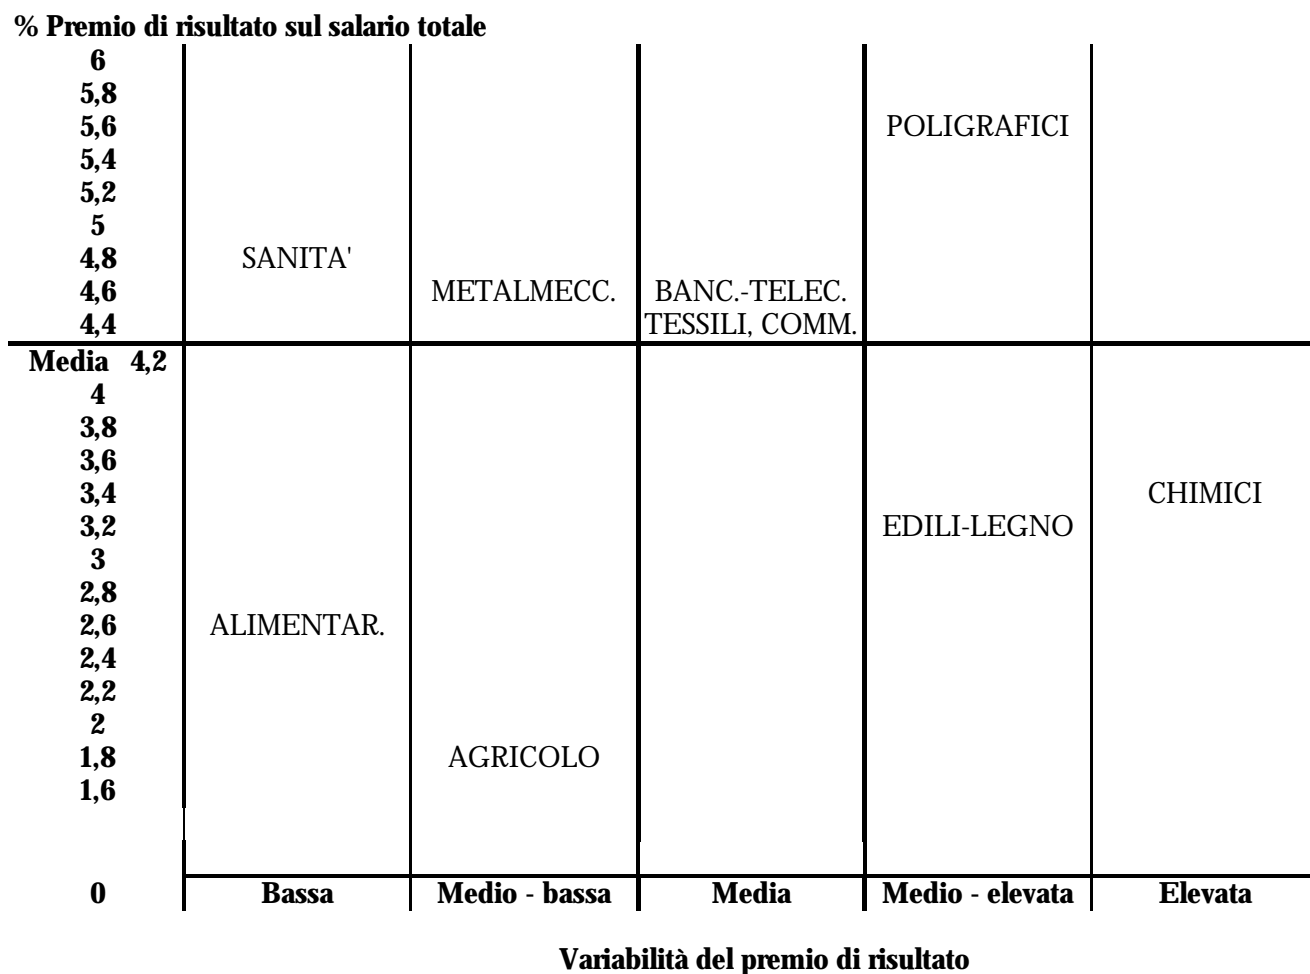 % Premio di risultato sul salario totale
6
5,8
5,6 POLIGRAFICI
5,4
5,2
5
4,8 SANITA'
4,6 METALMECC. BANC.-TELEC.
4,4 TESSILI, COMM.
Media 4,2
4
3,8
3,6
3,4 CHIMICI
3,2 EDILI-LEGNO
3
2,8
2,6 ALIMENTAR.
2,4
2,2
2
1,8 AGRICOLO
1,6
0 Bassa Medio - bassa Media Medio - elevata Elevata
Variabilità del premio di risultato